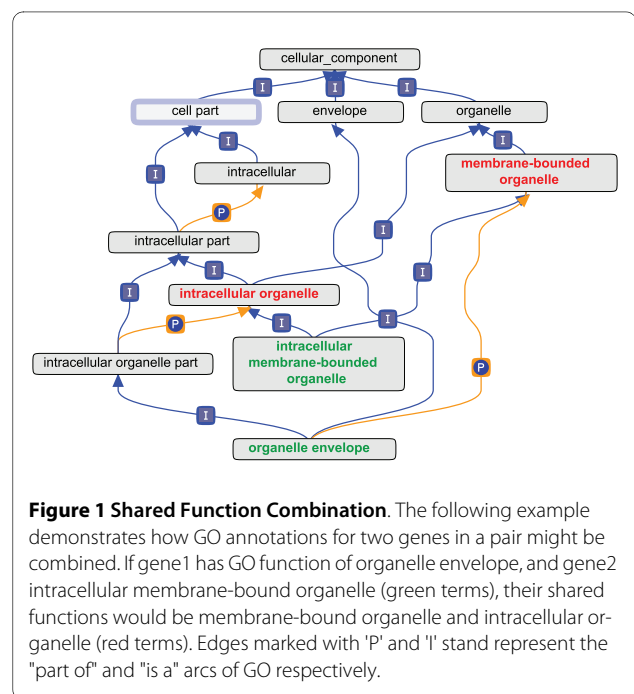 cellular_component
I I I
cell part envelope organelle
I I
intracellular membrane-bounded
organelle
I
P
intracellular part
I I I I
intracellular organelle
I I I
intracellular organelle part intracellular
membrane-bounded
organelle
P
P
I
organelle envelope
Figure 1 Shared Function Combination. The following example
demonstrates how GO annotations for two genes in a pair might be
combined. If gene1 has GO function of organelle envelope, and gene2
intracellular membrane-bound organelle (green terms), their shared
functions would be membrane-bound organelle and intracellular or-
ganelle (red terms). Edges marked with 'P' and 'I' stand represent the
"part of" and "is a" arcs of GO respectively.